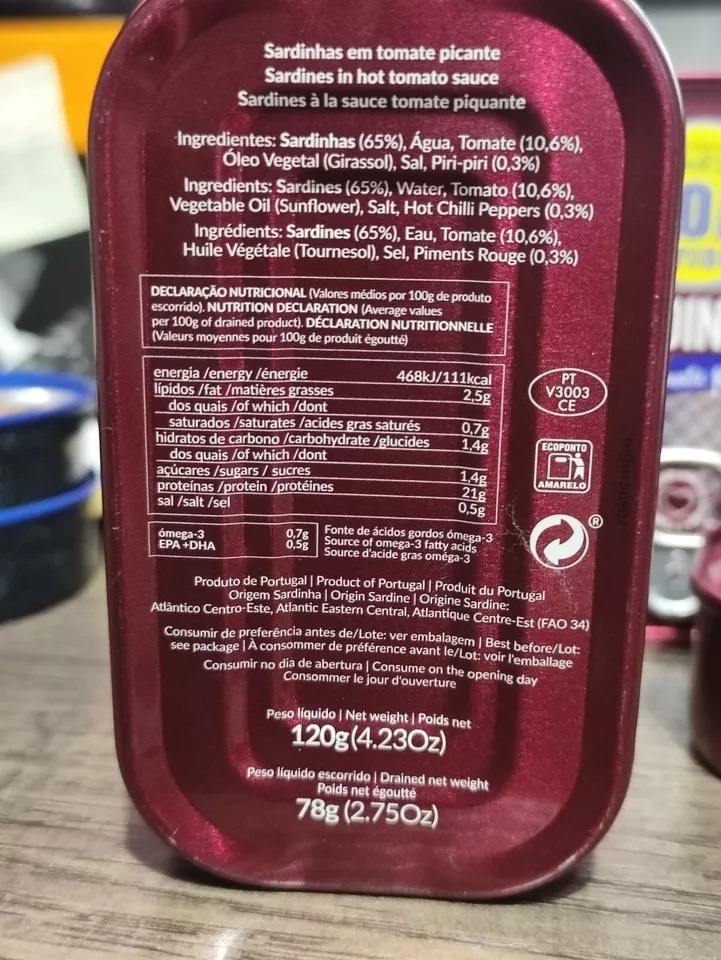 Sardinhas em tomate picante
Sardines in hot tomato sauce
Sardines à la sauce tomate piquante
Ingredientes: Sardinhas (65%), Água, Tomate (10,6%),
Óleo Vegetal (Girassol), Sal, Piri-piri (0,3%)
Ingredients: Sardines (65%), Water, Tomato (10,6%),
Vegetable Oil (Sunflower), Salt, Hot Chilli Peppers (0,3%)
Ingrédients: Sardines (65%), Eau, Tomate (10,6%),
Huile Végétale (Tournesol), Sel, Piments Rouge (0,3%)
DECLARAÇÃO NUTRICIONAL (Valores médios por 100g de produto
escorrido). NUTRITION DECLARATION (Average values
per 100g of drained product). DÉCLARATION NUTRITIONNELLE
(Valeurs moyennes pour 100g de produit égoutté)
energia /energy /énergie 468kJ/111kcal
lípidos /fat /matières grasses 2,5g
dos quais /of which /dont
saturados /saturates /acides gras saturés 0,7g
hidratos de carbono /carbohydrate /glucides 1,4g
dos quais /of which /dont
açúcares /sugars / sucres 1,4g
proteínas /protein /protéines 21g
sal /salt /sel 0,5g
PT
V3003
CE
ECOPONTO
AMARELO
®
ómega-3 0,7g
EPA +DHA 0,5g
Fonte de ácidos gordos ómega-3
Source of omega-3 fatty acids
Source d'acide gras oméga-3
Produto de Portugal | Product of Portugal | Produit du Portugal
Origem Sardinha | Origin Sardine | Origine Sardine:
Atlântico Centro-Este, Atlantic Eastern Central, Atlantique Centre-Est (FAO 34)
Consumir de preferência antes de/Lote: ver embalagem | Best before/Lot:
see package | À consommer de préférence avant le/Lot: voir l'emballage
Consumir no dia de abertura | Consume on the opening day
Consommer le jour d'ouverture
Peso líquido | Net weight | Poids net
120g (4.23Oz)
Peso líquido escorrido | Drained net weight
Poids net égoutté
78g (2.75Oz)